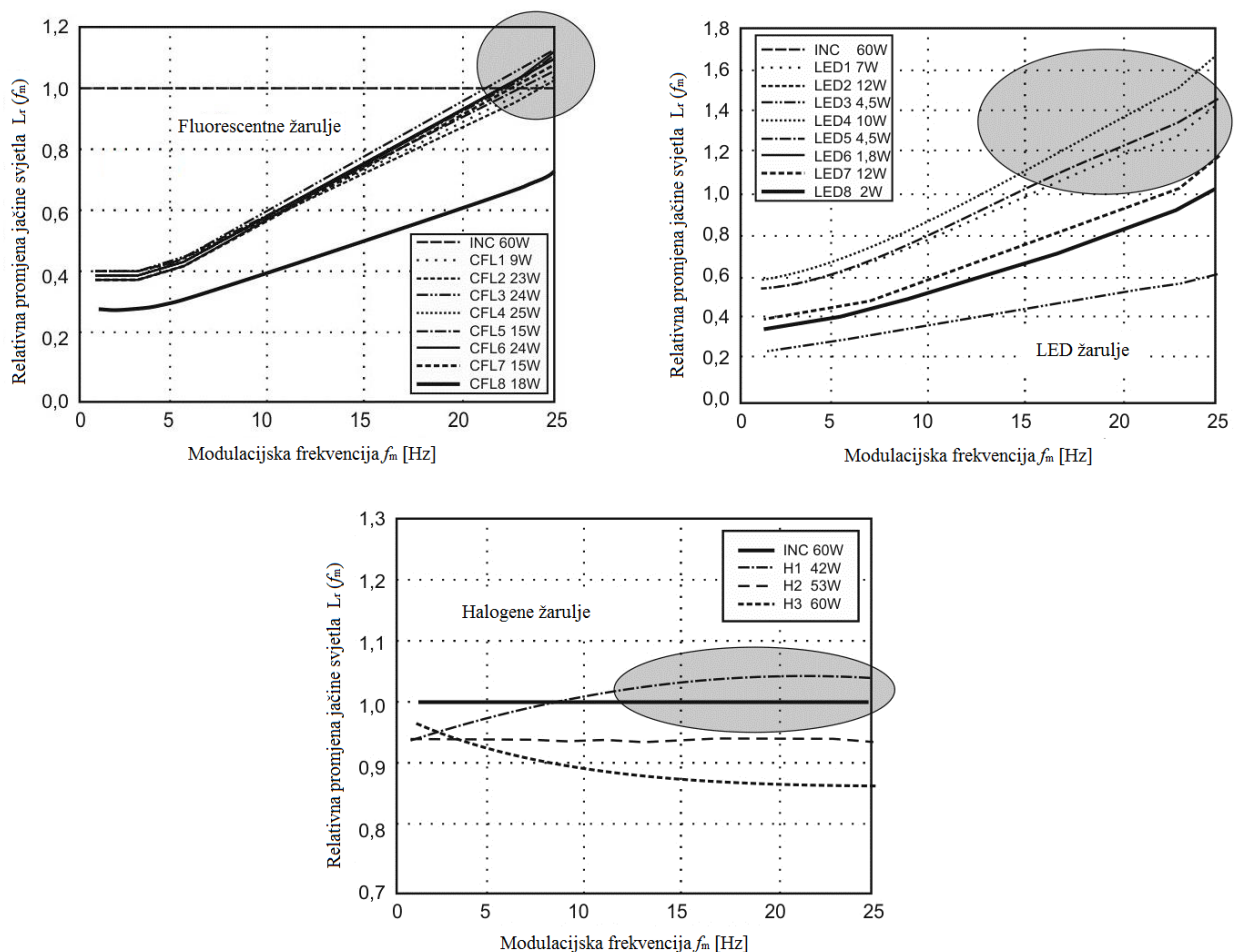 Relativna promjena jačine svjetla Lr (fm)
1,2
1,0
0,8
0,6
0,4
0,2
0,0
Fluorescentne žarulje
INC 60W
CFL1 9W
CFL2 23W
CFL3 24W
CFL4 25W
CFL5 15W
CFL6 24W
CFL7 15W
CFL8 18W
0 5 10 15 20 25
Modulacijska frekvencija fm [Hz]
Relativna promjena jačine svjetla Lr (fm)
1,8
1,6
1,4
1,2
1,0
0,8
0,6
0,4
0,2
0,0
INC 60W
LED1 7W
LED2 12W
LED3 4,5W
LED4 10W
LED5 4,5W
LED6 1,8W
LED7 12W
LED8 2W
LED žarulje
0 5 10 15 20 25
Modulacijska frekvencija fm [Hz]
Relativna promjena jačine svjetla Lr (fm)
1,3
1,2
1,1
1,0
0,9
0,8
0,7
Halogene žarulje
INC 60W
H1 42W
H2 53W
H3 60W
0 5 10 15 20 25
Modulacijska frekvencija fm [Hz]